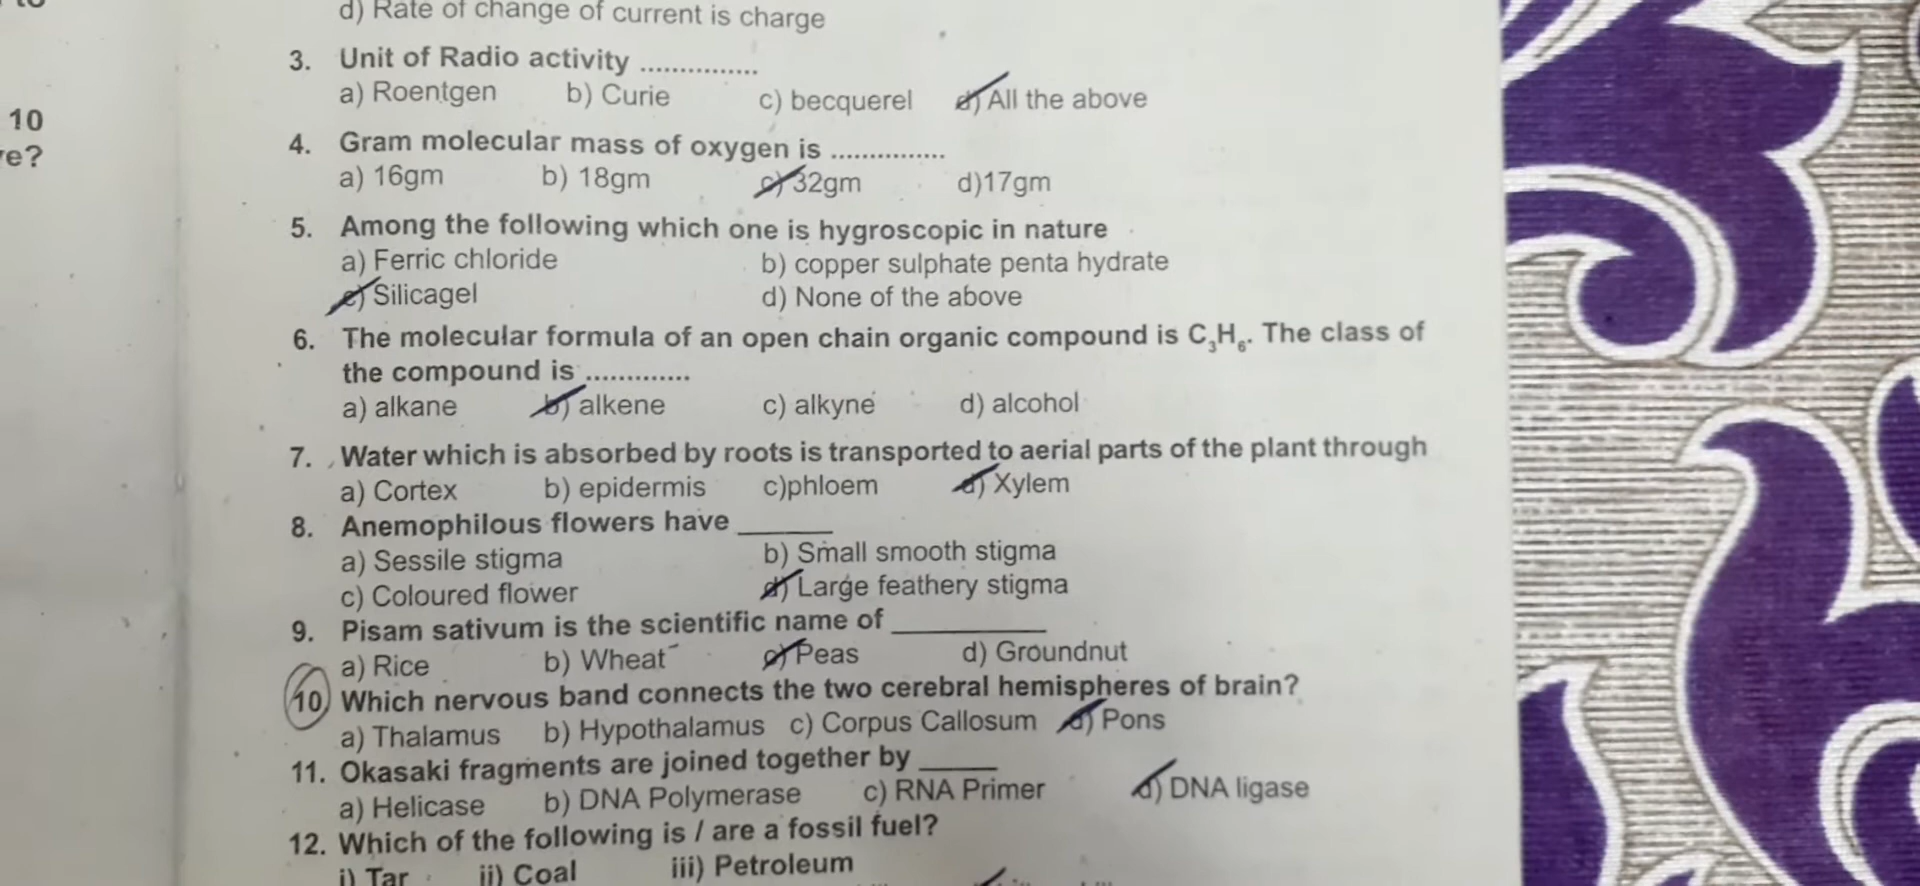 d) Rate of change of current is charge
3. Unit of Radio activity ...............
a) Roentgen b) Curie c) becquerel d) All the above
10
4. Gram molecular mass of oxygen is ...............
e?
a) 16gm b) 18gm c) 32gm d)17gm
5. Among the following which one is hygroscopic in nature
a) Ferric chloride b) copper sulphate penta hydrate
c) Silicagel d) None of the above
6. The molecular formula of an open chain organic compound is C₃H₆. The class of
the compound is .............
a) alkane b) alkene c) alkyne d) alcohol
7. Water which is absorbed by roots is transported to aerial parts of the plant through
a) Cortex b) epidermis c)phloem d) Xylem
8. Anemophilous flowers have ______
a) Sessile stigma b) Small smooth stigma
c) Coloured flower d) Large feathery stigma
9. Pisam sativum is the scientific name of __________
a) Rice b) Wheat c) Peas d) Groundnut
10) Which nervous band connects the two cerebral hemispheres of brain?
a) Thalamus b) Hypothalamus c) Corpus Callosum d) Pons
11. Okasaki fragments are joined together by _____
a) Helicase b) DNA Polymerase c) RNA Primer d) DNA ligase
12. Which of the following is / are a fossil fuel?
i) Tar ii) Coal iii) Petroleum